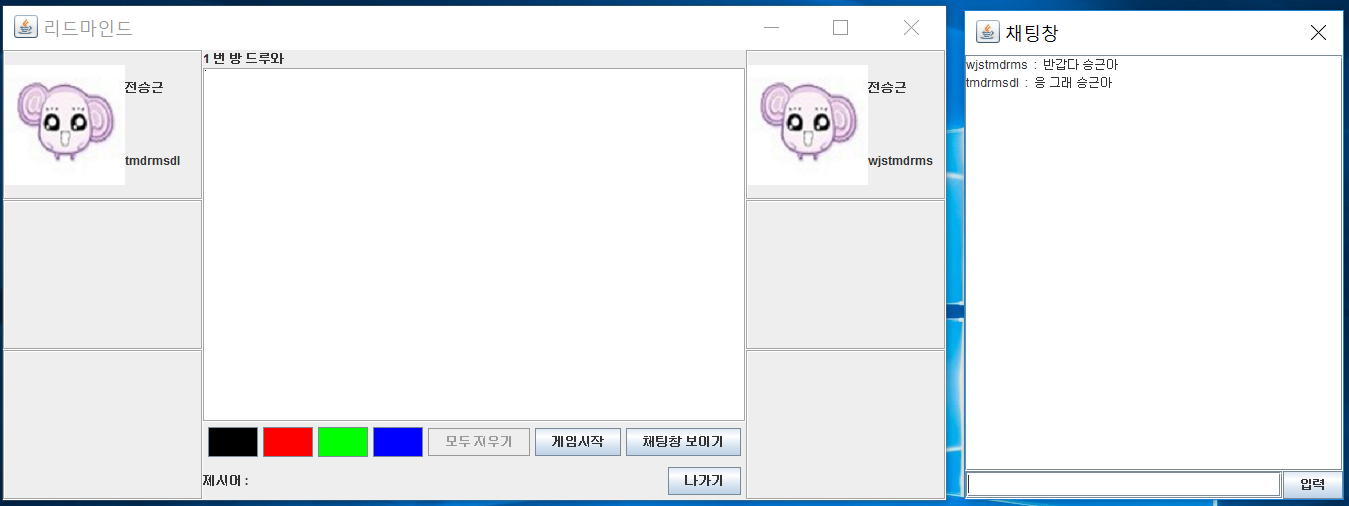 리드마인드
1 번 방 드루와
전승근
tmdrmsdl
전승근
wjstmdrms
모두 지우기
게임시작
채팅창 보이기
제시어 :
나가기
채팅창
wjstmdrms : 반갑다 승근아
tmdrmsdl : 응 그래 승근아
입력